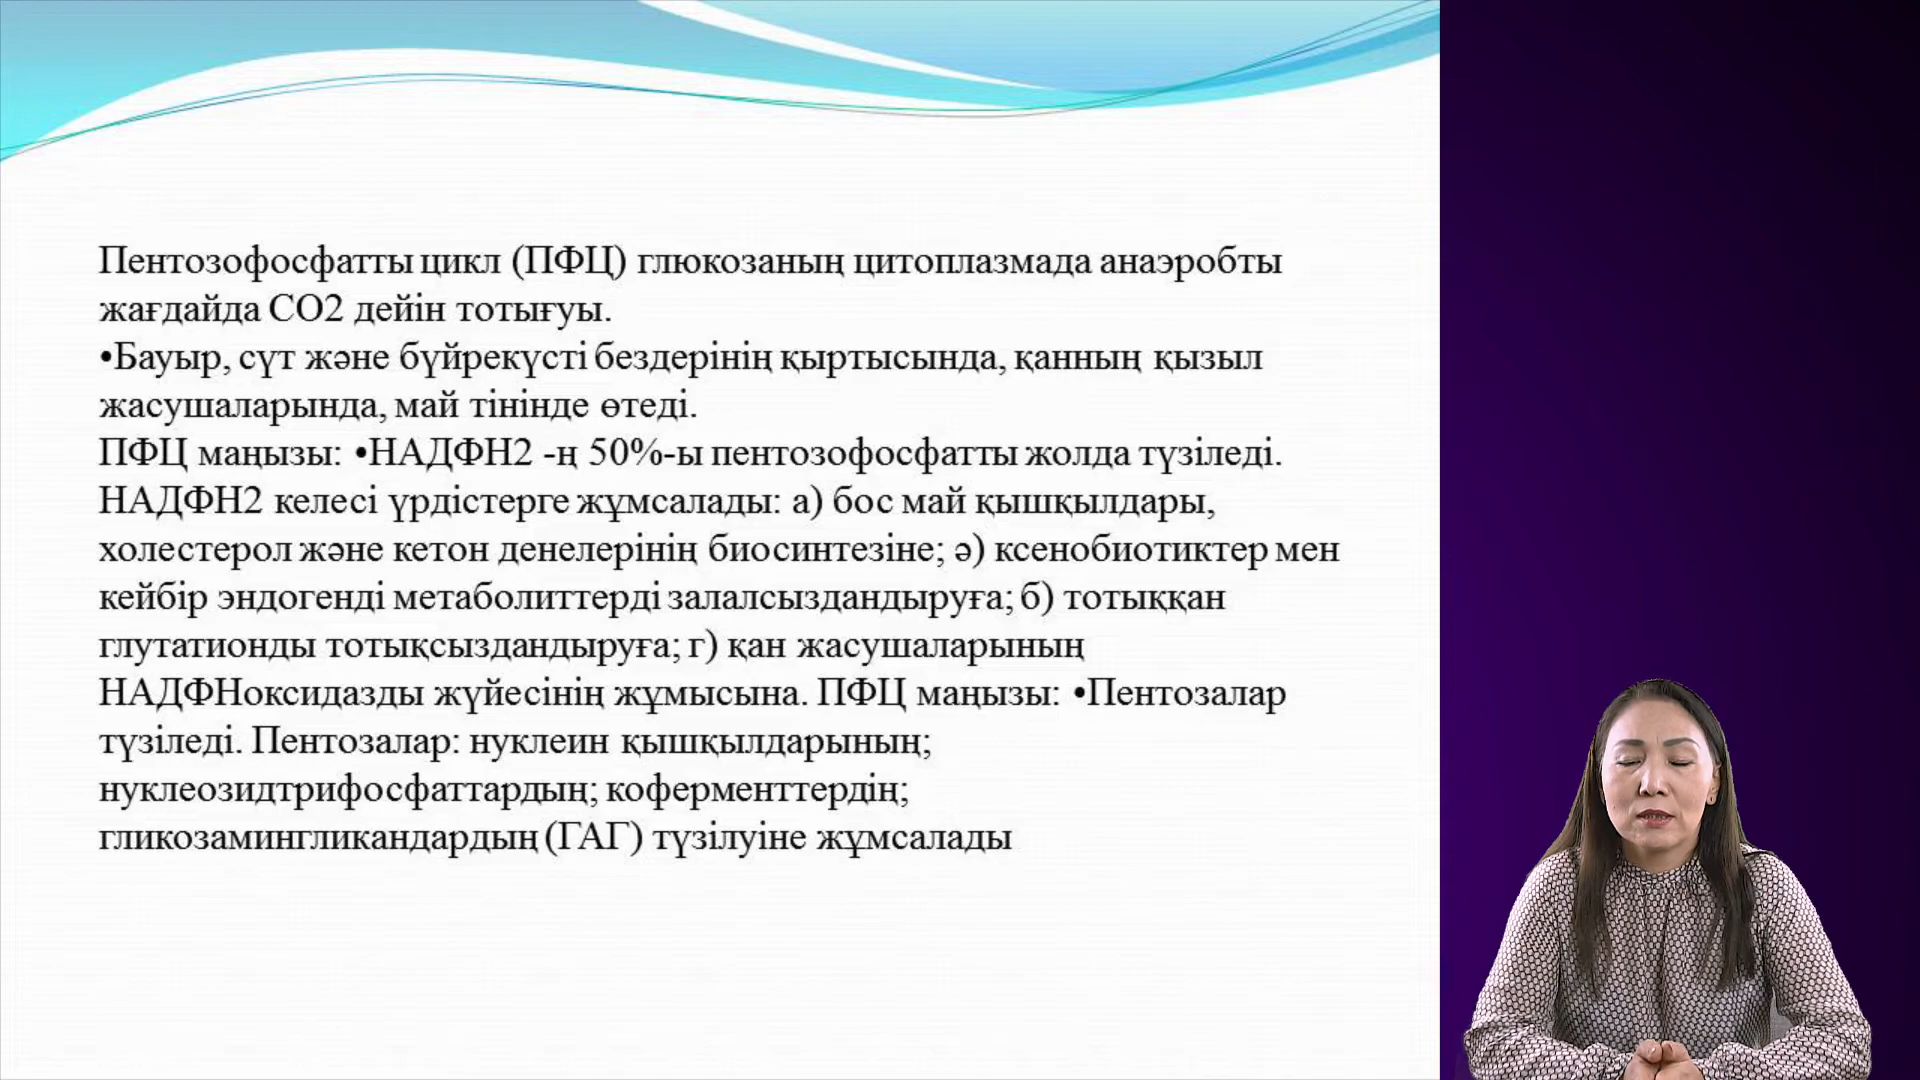 Пентозофосфатты цикл (ПФЦ) глюкозаның цитоплазмада анаэробты
жағдайда СО2 дейін тотығуы.
•Бауыр, сүт және бүйрекүсті бездерінің қыртысында, қанның қызыл
жасушаларында, май тінінде өтеді.
ПФЦ маңызы: •НАДФН2 -ң 50%-ы пентозофосфатты жолда түзіледі.
НАДФН2 келесі үрдістерге жұмсалады: а) бос май қышқылдары,
холестерол және кетон денелерінің биосинтезіне; ә) ксенобиотиктер мен
кейбір эндогенді метаболиттерді залалсыздандыруға; б) тотыққан
глутатионды тотықсыздандыруға; г) қан жасушаларының
НАДФНоксидазды жүйесінің жұмысына. ПФЦ маңызы: •Пентозалар
түзіледі. Пентозалар: нуклеин қышқылдарының;
нуклеозидтрифосфаттардың; коферменттердің;
гликозамингликандардың (ГАГ) түзілуіне жұмсалады